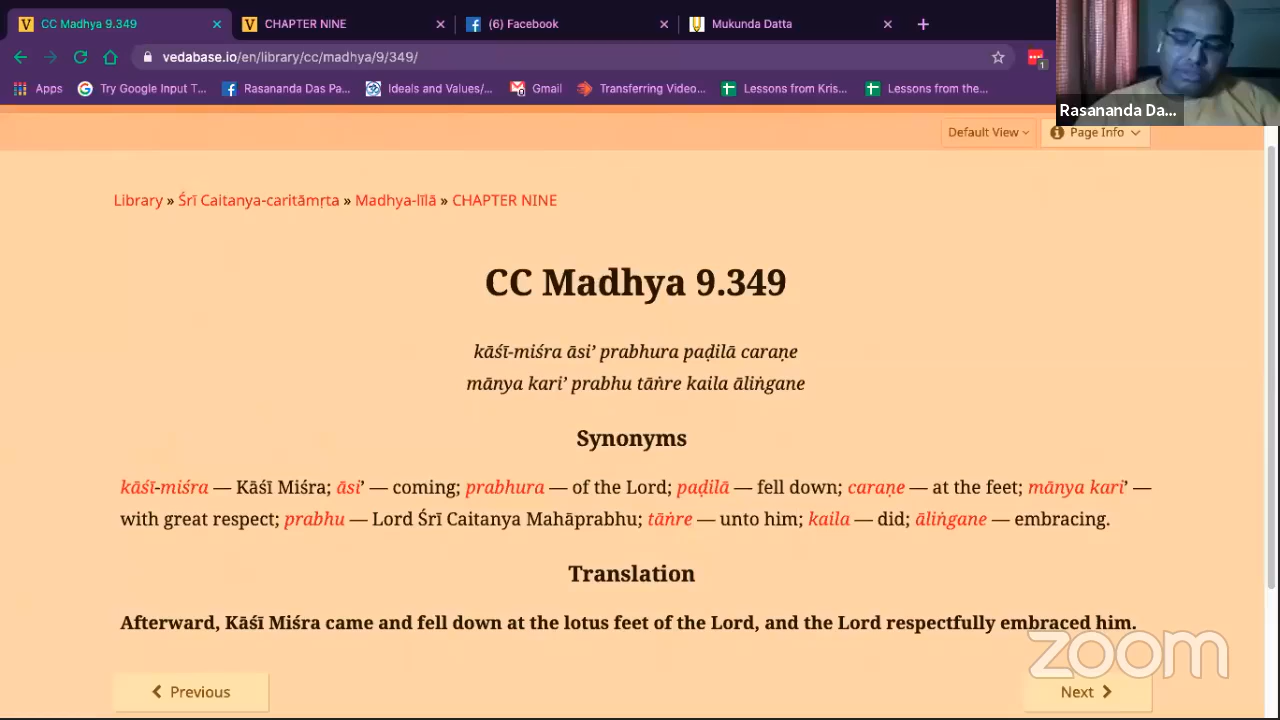 CC Madhya 9.349
CHAPTER NINE
(6) Facebook
Mukunda Datta
vedabase.io/en/library/cc/madhya/9/349/
1
Apps
Try Google Input T...
Rasananda Das Pa...
Ideals and Values/...
Gmail
Transferring Video...
Lessons from Kris...
Lessons from the...
Rasananda Da...
Default View
Page Info
Library » Śrī Caitanya-caritāmṛta » Madhya-līlā » CHAPTER NINE
CC Madhya 9.349
kāśī-miśra āsi’ prabhura paḍilā caraṇe
mānya kari’ prabhu tāṅre kaila āliṅgane
Synonyms
kāśī-miśra — Kāśī Miśra; āsi’ — coming; prabhura — of the Lord; paḍilā — fell down; caraṇe — at the feet; mānya kari’ —
with great respect; prabhu — Lord Śrī Caitanya Mahāprabhu; tāṅre — unto him; kaila — did; āliṅgane — embracing.
Translation
Afterward, Kāśī Miśra came and fell down at the lotus feet of the Lord, and the Lord respectfully embraced him.
zoom
Previous
Next